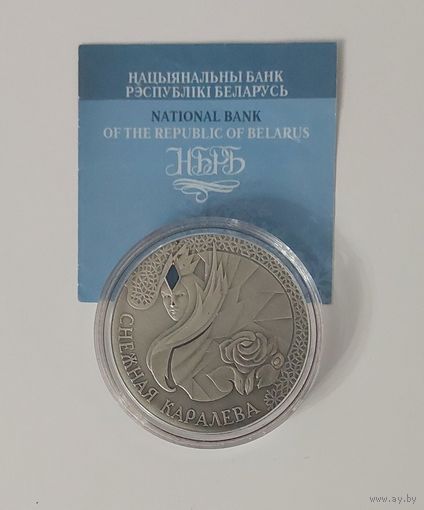 НАЦЫЯНАЛЬНЫ БАНК
РЭСПУБЛІКІ БЕЛАРУСЬ
NATIONAL BANK
OF THE REPUBLIC OF BELARUS
НБРБ
СНЕЖНАЯ КАРАЛЕВА
www.ay.by